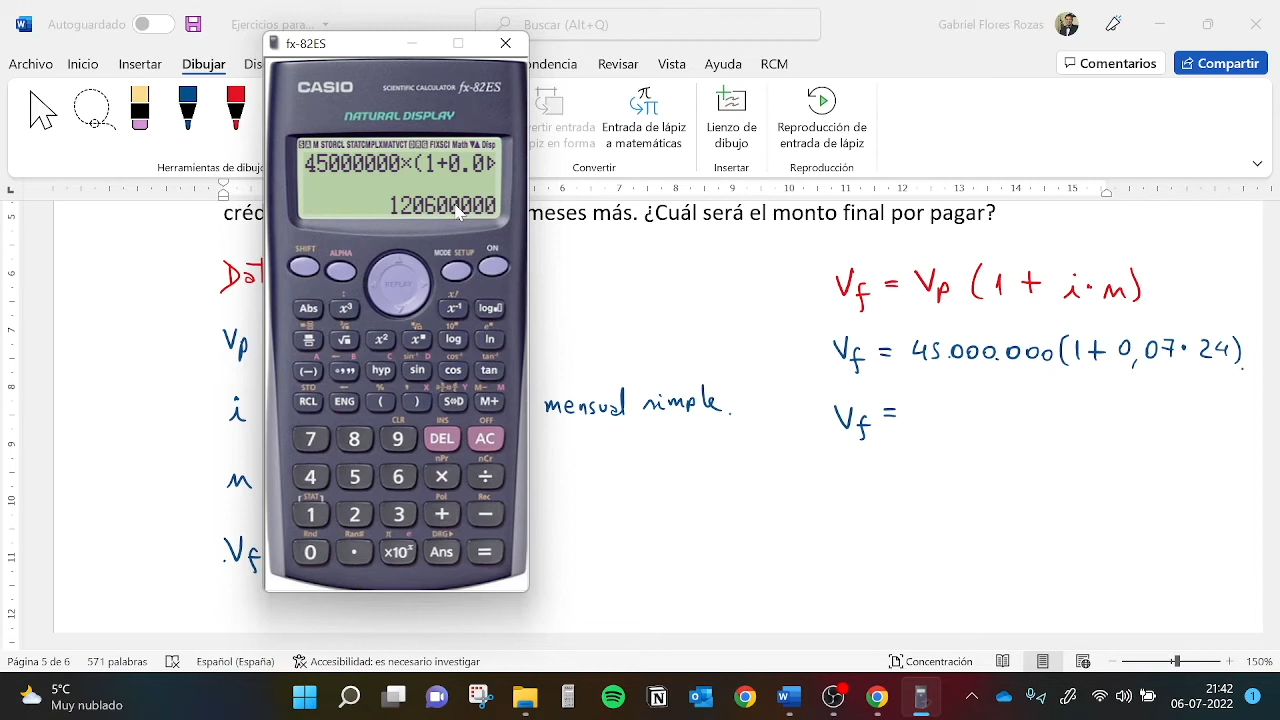 Autoguardado Ejercicios para... Buscar (Alt+Q) Gabriel Flores Rozas
fx-82ES
Archivo Inicio Insertar Dibujar Revisar Vista Ayuda RCM Comentarios Compartir
Entrada de lápiz a matemáticas
Lienzo de dibujo
Reproducción de entrada de lápiz
Herramientas de dibujo Convertir Inserción Reproducción
CASIO SCIENTIFIC CALCULATOR fx-82ES
NATURAL DISPLAY
45000000×(1+0.0
120600000
meses más. ¿Cuál será el monto final por pagar?
Vf = Vp (1 + i·n)
Vp
Vf = 45.000.000(1+ 0,07· 24).
i mensual simple.
Vf =
n
.Vf
SHIFT ALPHA REPLAY MODE SETUP ON
Abs x³ x⁻¹ log
x² log ln
(−) hyp sin cos tan
RCL ENG ( ) S⇔D M+
7 8 9 DEL AC
4 5 6 × ÷
1 2 3 + −
0 · ×10ˣ Ans =
Página 5 de 6 571 palabras Español (España) Accesibilidad: es necesario investigar Concentración 150%
5°C
Muy nublado
21:42
06-07-2022